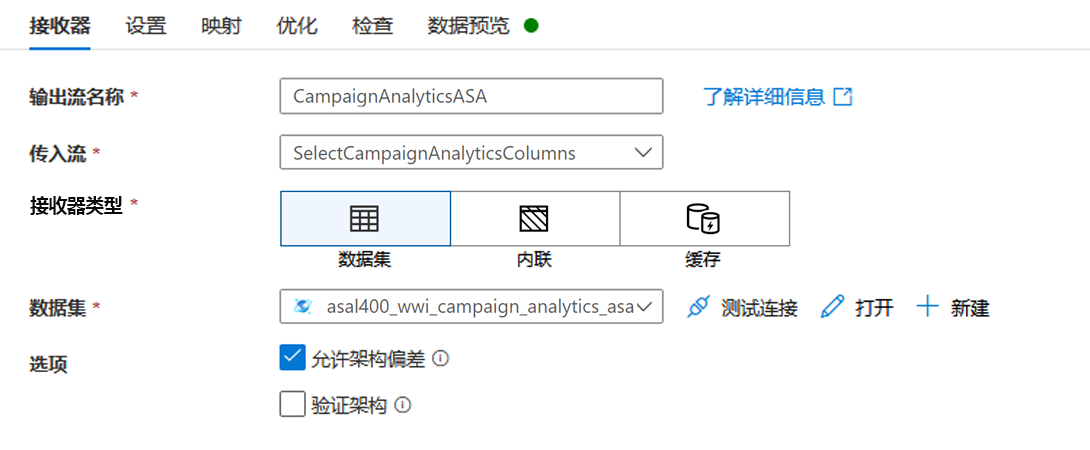 接收器 设置 映射 优化 检查 数据预览
输出流名称 * CampaignAnalyticsASA 了解详细信息
传入流 * SelectCampaignAnalyticsColumns
接收器类型 *
数据集 内联 缓存
数据集 * asal400_wwi_campaign_analytics_asa 测试连接 打开 新建
选项 允许架构偏差
验证架构